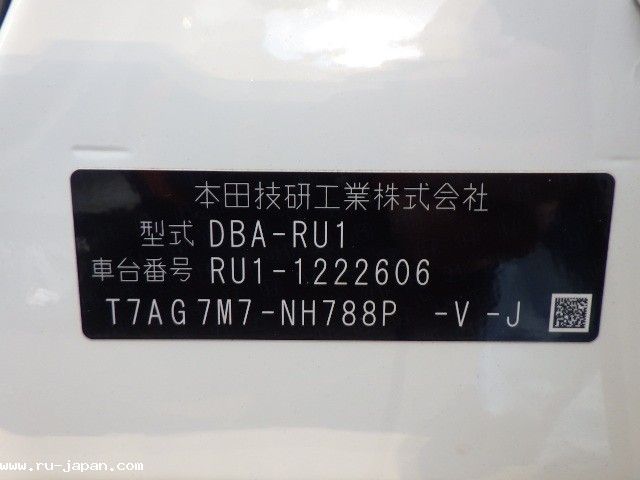 本田技研工業株式会社
型式 DBA-RU1
車台番号 RU1-1222606
T7AG7M7-NH788P -V-J
www.ru-japan.com